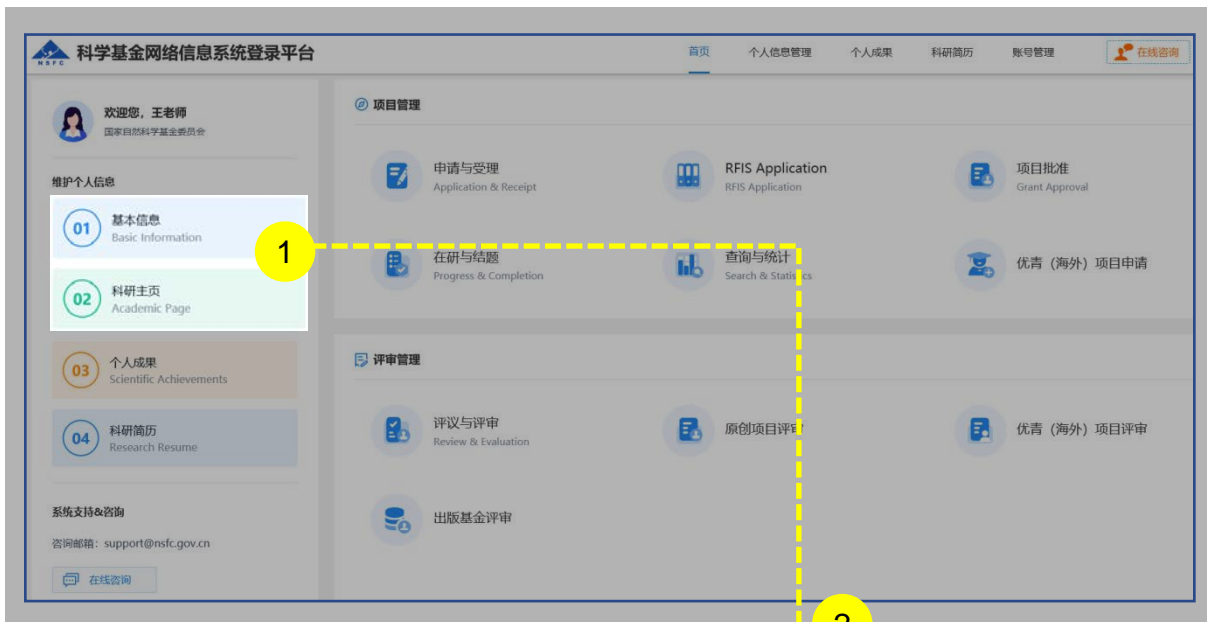 NSFC 科学基金网络信息系统登录平台
首页 个人信息管理 个人成果 科研简历 账号管理 在线咨询
欢迎您，王老师
国家自然科学基金委员会
维护个人信息
01 基本信息
Basic Information
02 科研主页
Academic Page
03 个人成果
Scientific Achievements
04 科研简历
Research Resume
系统支持&咨询
咨询邮箱：support@nsfc.gov.cn
在线咨询
1
项目管理
申请与受理
Application & Receipt
RFIS Application
RFIS Application
项目批准
Grant Approval
在研与结题
Progress & Completion
查询与统计
Search & Statistics
优青（海外）项目申请
评审管理
评议与评审
Review & Evaluation
原创项目评审
优青（海外）项目评审
出版基金评审